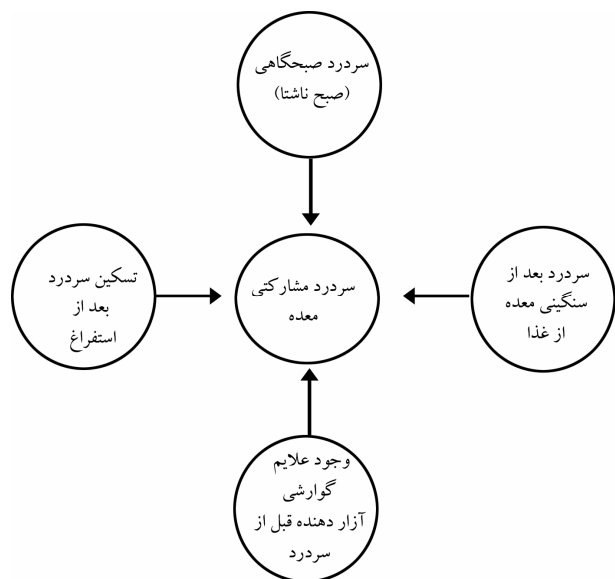 سردرد صبحگاهی
(صبح ناشتا)
سردرد بعد از
سنگینی معده
از غذا
سردرد مشارکتی
معده
تسکین سردرد
بعد از
استفراغ
وجود علایم
گوارشی
آزار دهنده قبل از
سردرد